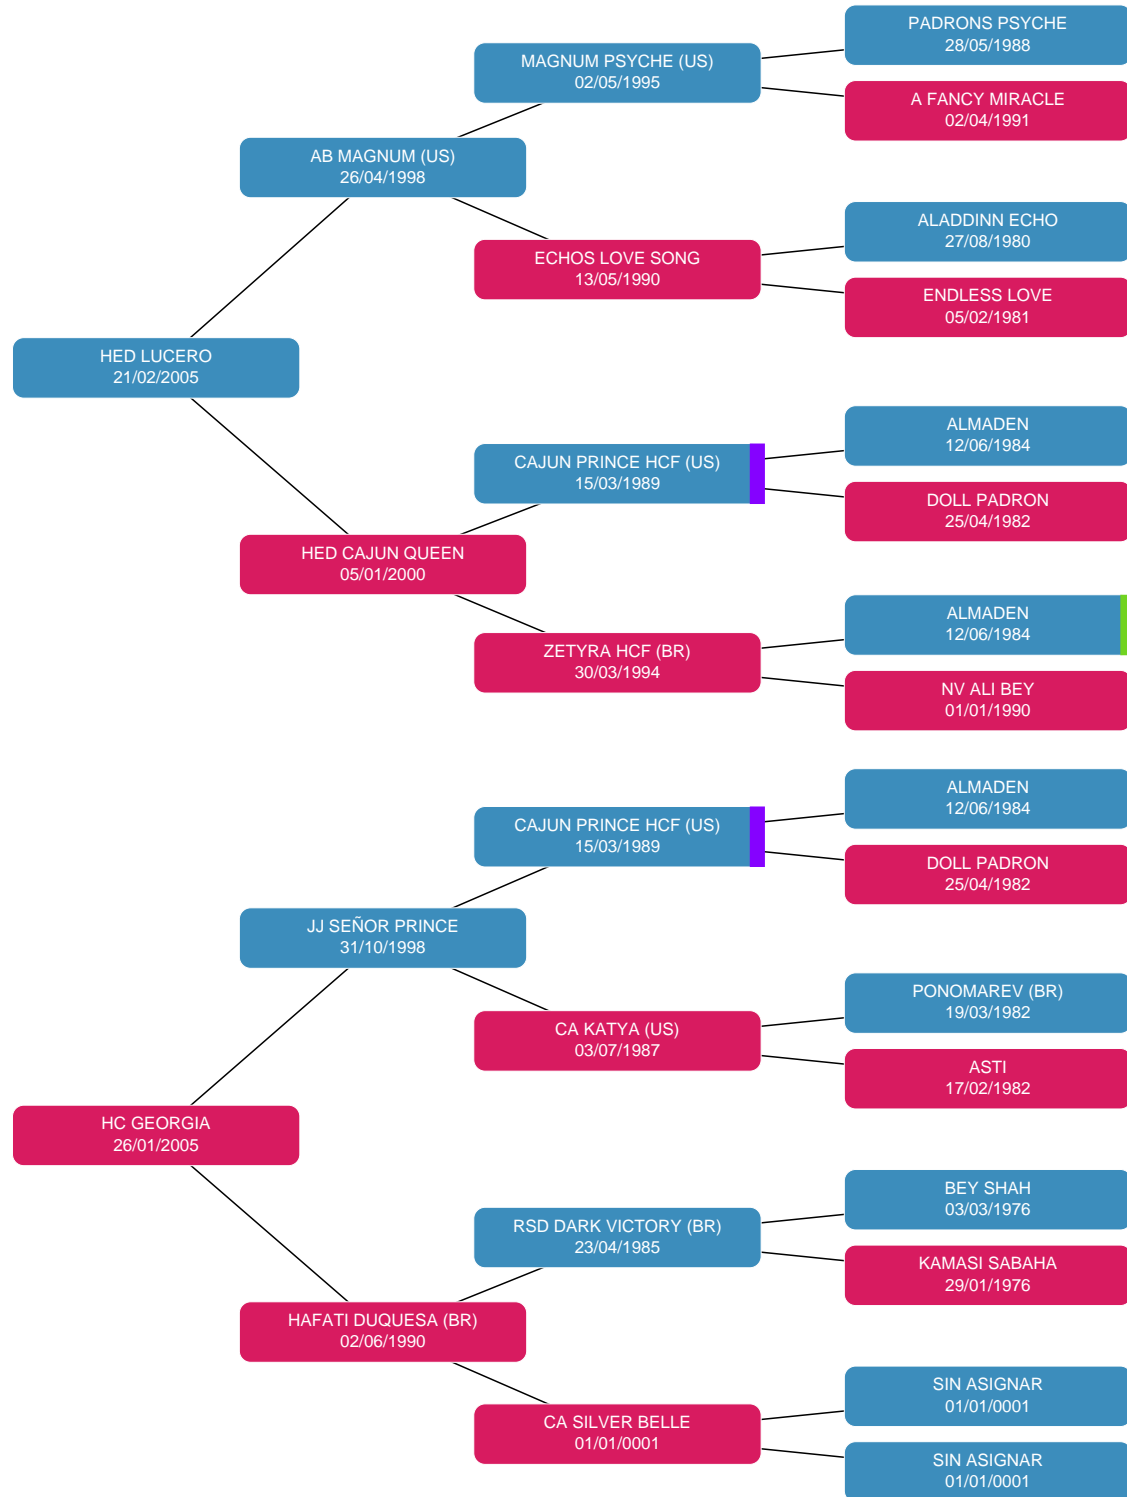 PADRONS PSYCHE
28/05/1988
MAGNUM PSYCHE (US)
02/05/1995
A FANCY MIRACLE
02/04/1991
AB MAGNUM (US)
26/04/1998
ALADDINN ECHO
27/08/1980
ECHOS LOVE SONG
13/05/1990
ENDLESS LOVE
05/02/1981
HED LUCERO
21/02/2005
ALMADEN
12/06/1984
CAJUN PRINCE HCF (US)
15/03/1989
DOLL PADRON
25/04/1982
HED CAJUN QUEEN
05/01/2000
ALMADEN
12/06/1984
ZETYRA HCF (BR)
30/03/1994
NV ALI BEY
01/01/1990
ALMADEN
12/06/1984
CAJUN PRINCE HCF (US)
15/03/1989
DOLL PADRON
25/04/1982
JJ SEÑOR PRINCE
31/10/1998
PONOMAREV (BR)
19/03/1982
CA KATYA (US)
03/07/1987
ASTI
17/02/1982
HC GEORGIA
26/01/2005
BEY SHAH
03/03/1976
RSD DARK VICTORY (BR)
23/04/1985
KAMASI SABAHA
29/01/1976
HAFATI DUQUESA (BR)
02/06/1990
SIN ASIGNAR
01/01/0001
CA SILVER BELLE
01/01/0001
SIN ASIGNAR
01/01/0001